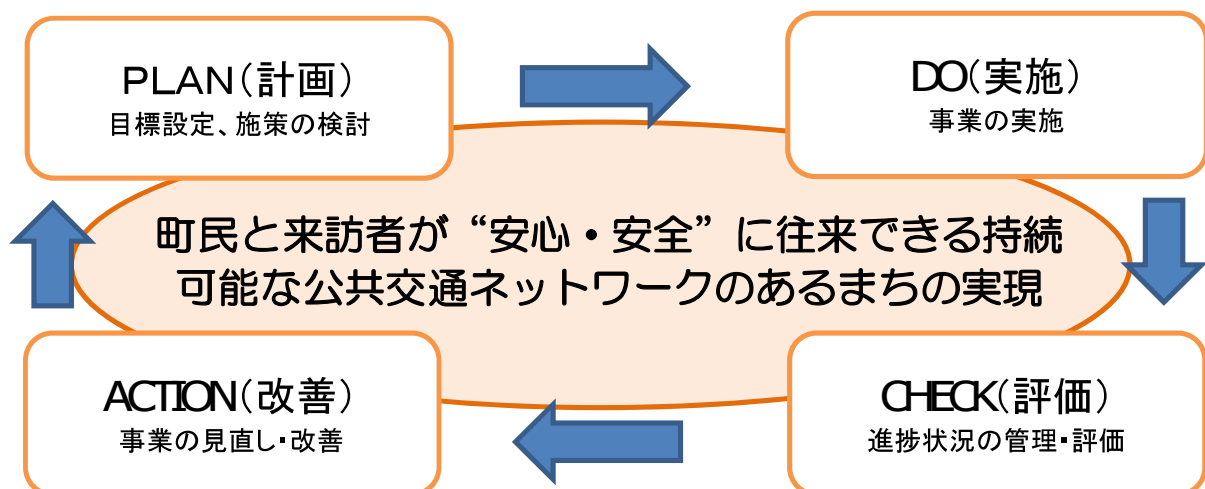 PLAN(計画)
目標設定、施策の検討
DO(実施)
事業の実施
町民と来訪者が“安心・安全”に往来できる持続
可能な公共交通ネットワークのあるまちの実現
ACTION(改善)
事業の見直し・改善
CHECK(評価)
進捗状況の管理・評価